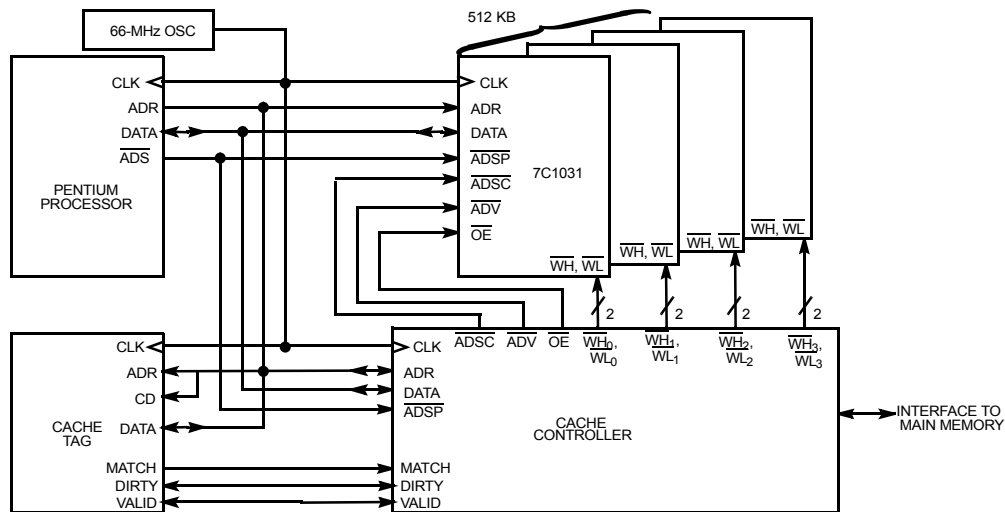 512 KB
66-MHz OSC
CLK
ADR
DATA
ADS
PENTIUM
PROCESSOR
CLK
ADR
DATA
ADSP
ADSC
ADV
OE
7C1031
WH, WL
WH, WL
WH, WL
WH, WL
2
2
2
2
CLK
ADR
CD
DATA
MATCH
DIRTY
VALID
CACHE
TAG
ADSC
ADV
OE
WH0,
WL0
WH1,
WL1
WH2,
WL2
WH3,
WL3
CLK
ADR
DATA
ADSP
MATCH
DIRTY
VALID
CACHE
CONTROLLER
INTERFACE TO
MAIN MEMORY